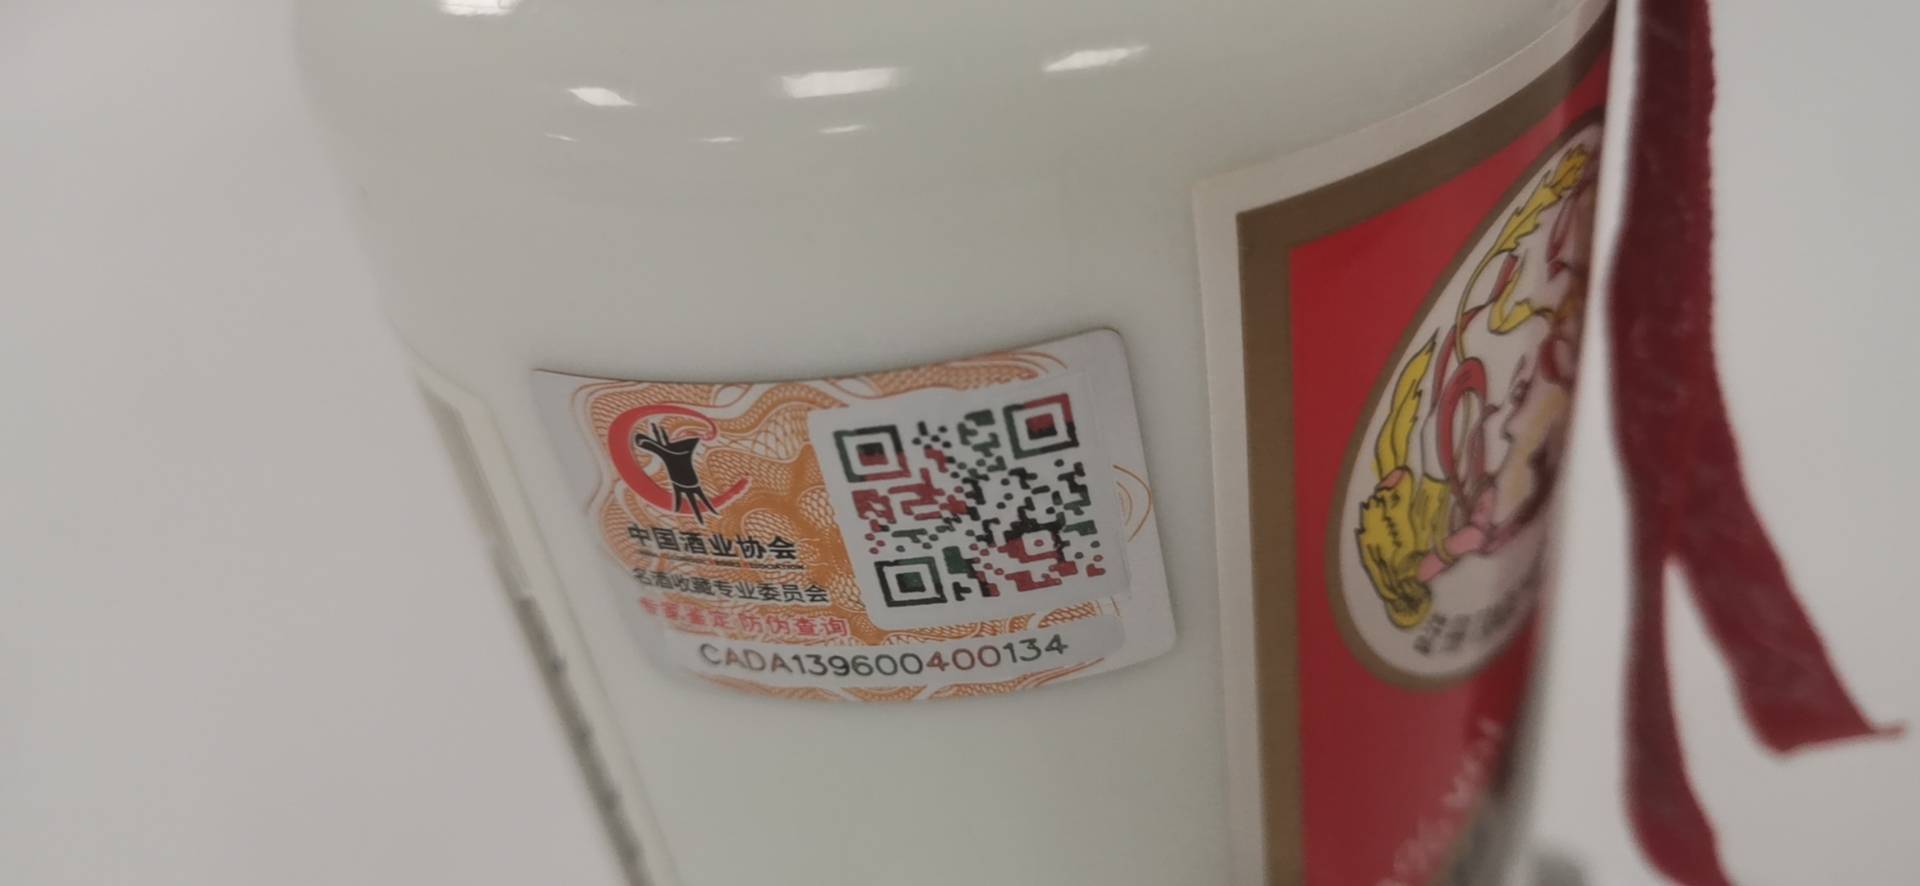 中国酒业协会
名酒收藏专业委员会
专家鉴定 防伪查询
CADA139600400134